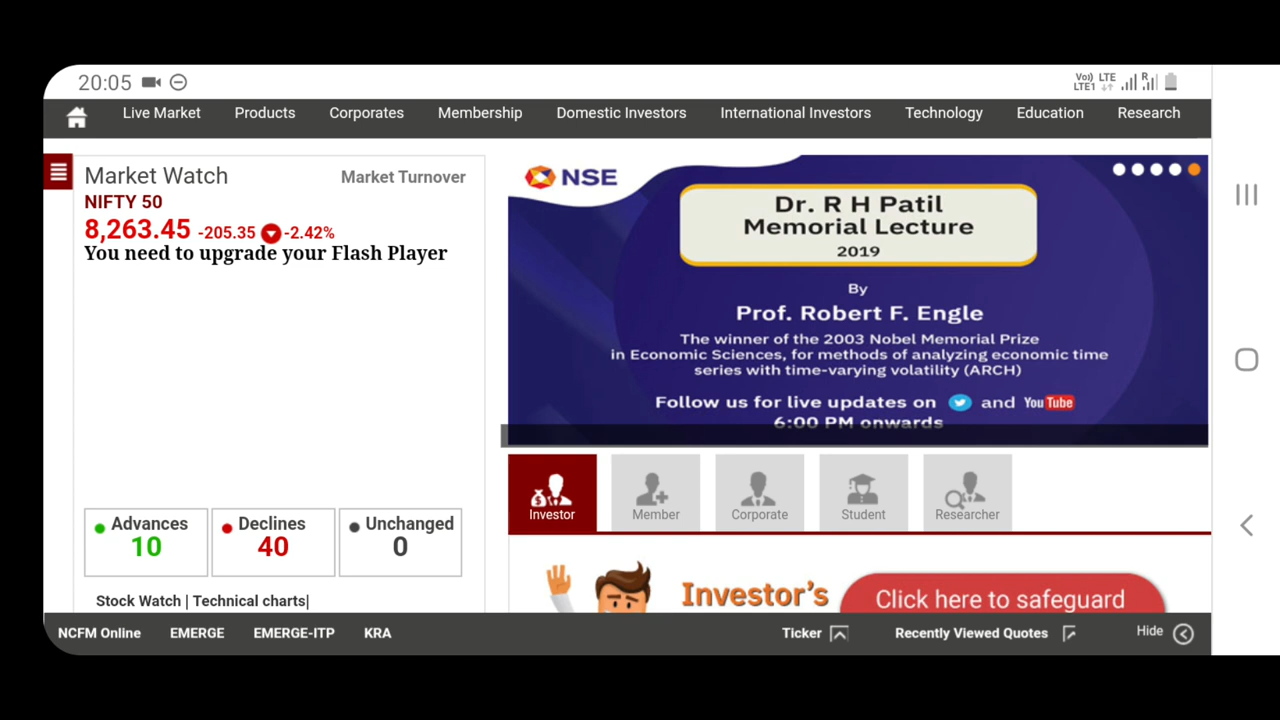 20:05
Vo)) LTE
LTE1
R
Live Market Products Corporates Membership Domestic Investors International Investors Technology Education Research
Market Watch Market Turnover
NIFTY 50
8,263.45 -205.35 -2.42%
You need to upgrade your Flash Player
Advances Declines Unchanged
10 40 0
Stock Watch | Technical charts|
NSE
Dr. R H Patil
Memorial Lecture
2019
By
Prof. Robert F. Engle
The winner of the 2003 Nobel Memorial Prize
in Economic Sciences, for methods of analyzing economic time
series with time-varying volatility (ARCH)
Follow us for live updates on and YouTube
6:00 PM onwards
Investor Member Corporate Student Researcher
Investor's Click here to safeguard
NCFM Online EMERGE EMERGE-ITP KRA Ticker Recently Viewed Quotes Hide